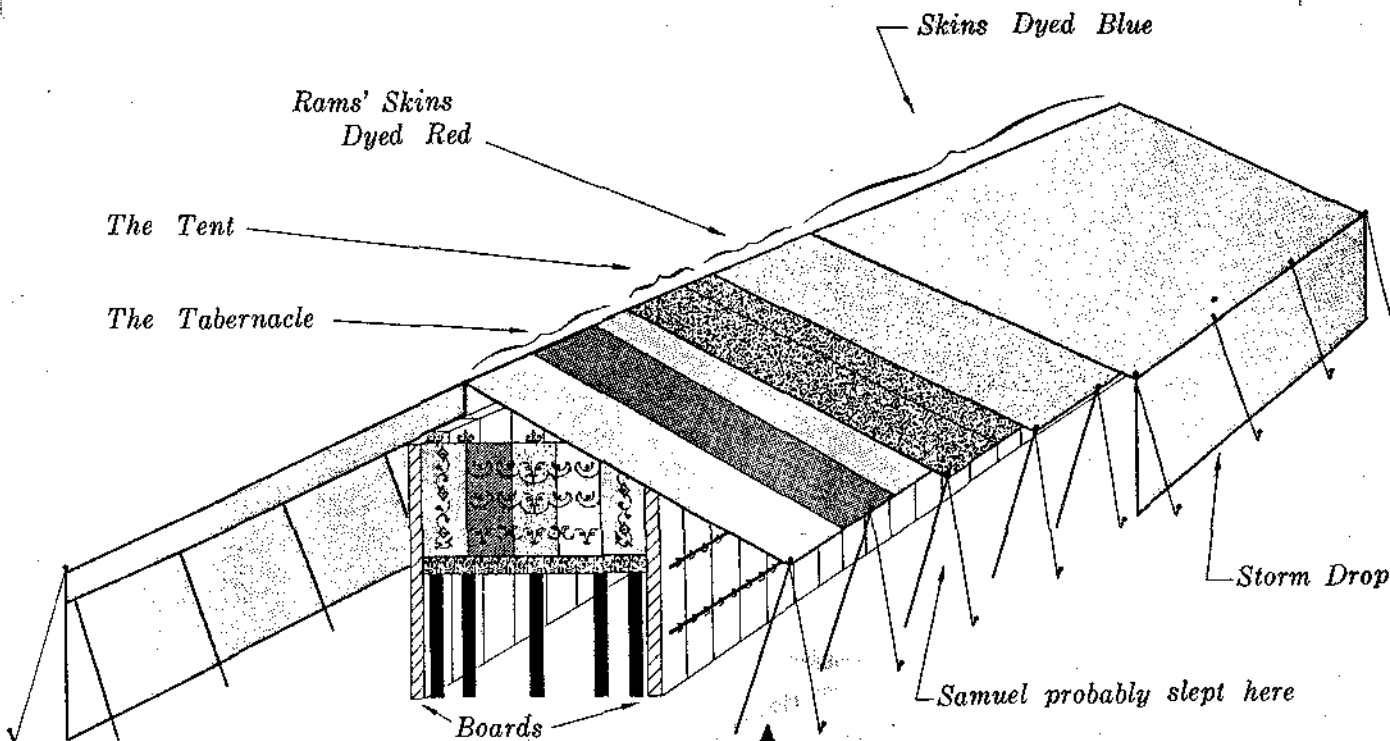 Skins Dyed Blue
Rams' Skins
Dyed Red
The Tent
The Tabernacle
Storm Drop
Samuel probably slept here
Boards